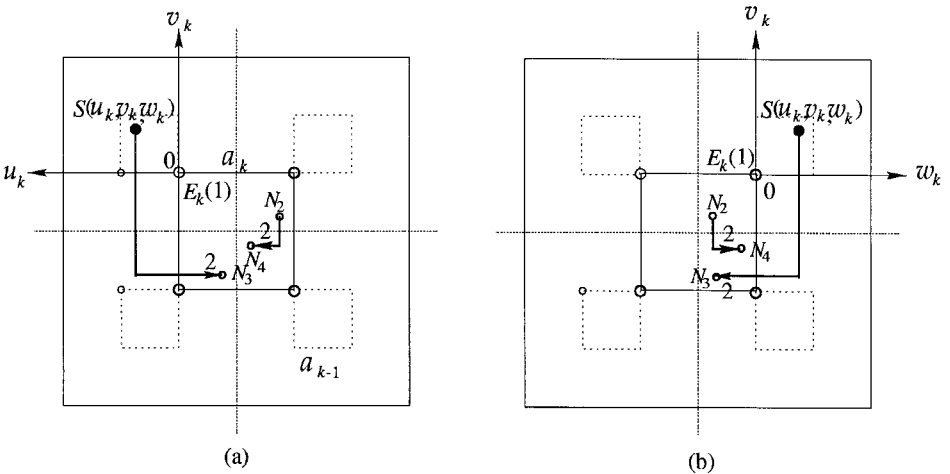 v_k
S(u_k, v_k, w_k)
0
a_k
u_k
E_k(1)
N_2
2
N_4
2
N_3
a_{k-1}
(a)
v_k
S(u_k, v_k, w_k)
E_k(1)
0
w_k
N_2
2
N_4
N_3
2
(b)